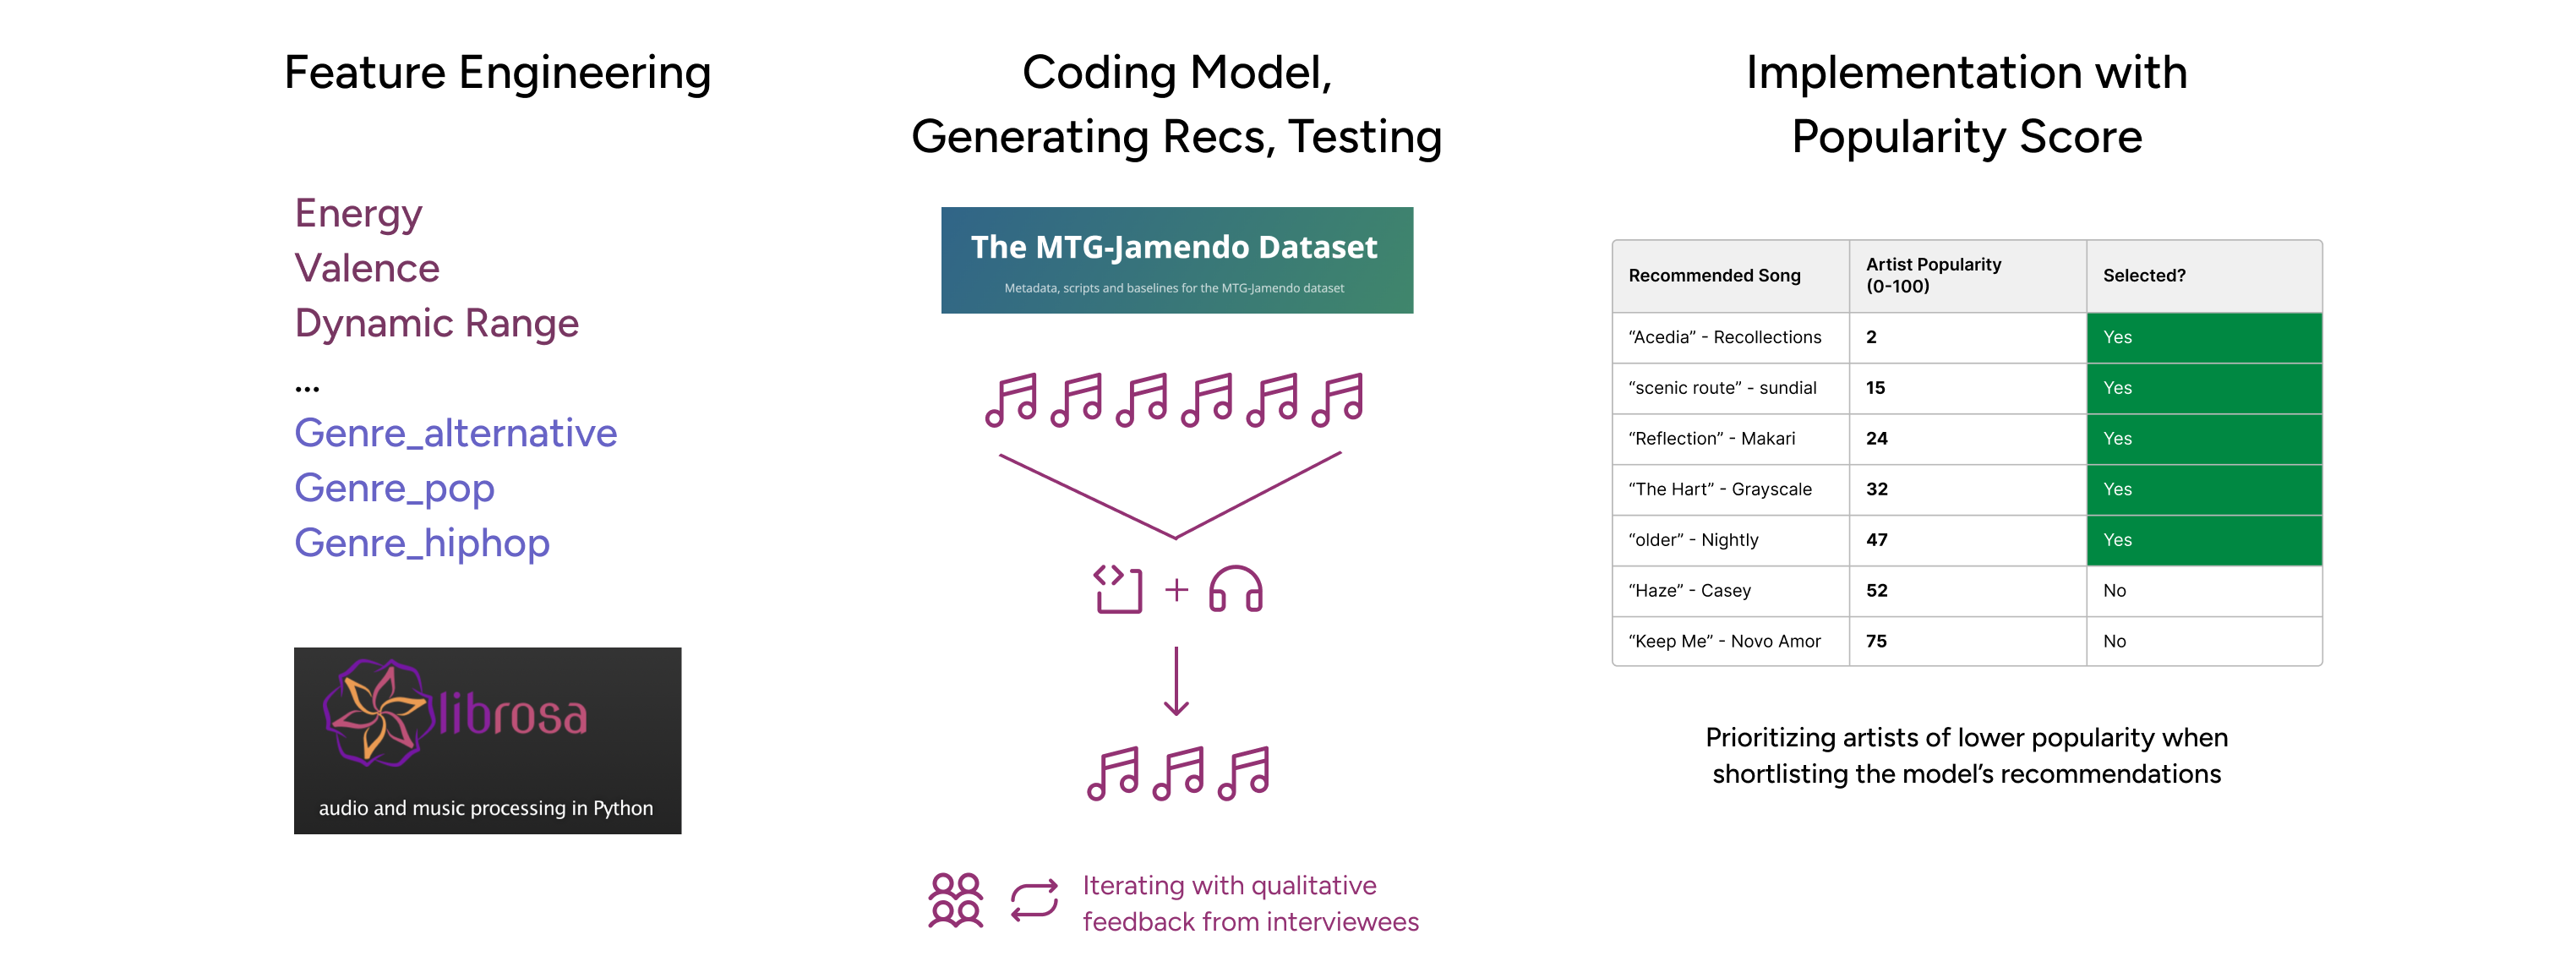 Feature Engineering
Energy
Valence
Dynamic Range
...
Genre_alternative
Genre_pop
Genre_hiphop
librosa
audio and music processing in Python
Coding Model,
Generating Recs, Testing
The MTG-Jamendo Dataset
Metadata, scripts and baselines for the MTG-Jamendo dataset
+
Iterating with qualitative
feedback from interviewees
Implementation with
Popularity Score
Recommended Song Artist Popularity (0-100) Selected?
“Acedia” - Recollections 2 Yes
“scenic route” - sundial 15 Yes
“Reflection” - Makari 24 Yes
“The Hart” - Grayscale 32 Yes
“older” - Nightly 47 Yes
“Haze” - Casey 52 No
“Keep Me” - Novo Amor 75 No
Prioritizing artists of lower popularity when
shortlisting the model’s recommendations